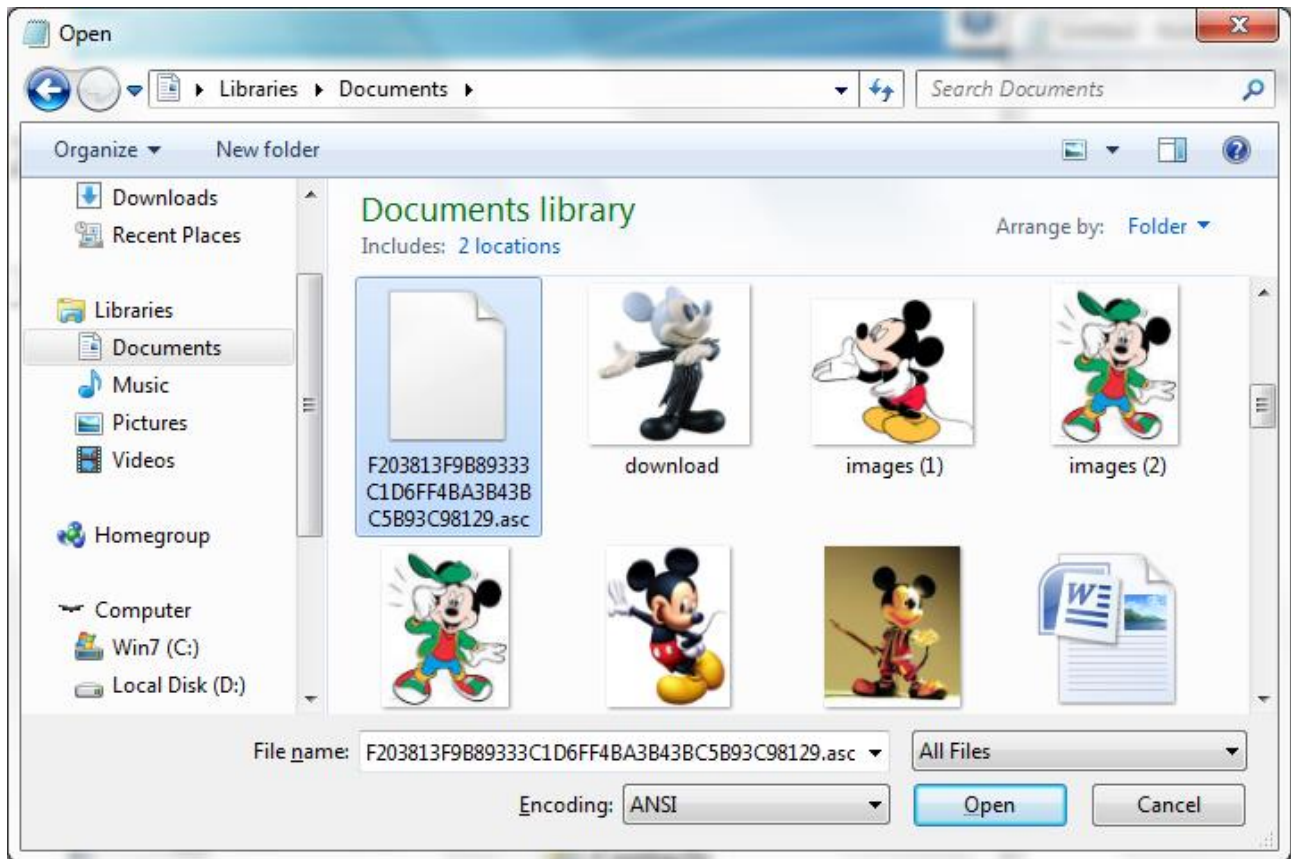 Open
Libraries Documents
Search Documents
Organize New folder
Downloads
Recent Places
Libraries
Documents
Music
Pictures
Videos
Homegroup
Computer
Win7 (C:)
Local Disk (D:)
Documents library
Includes: 2 locations
Arrange by: Folder
F203813F9B89333
C1D6FF4BA3B43B
C5B93C98129.asc
download
images (1)
images (2)
W
File name: F203813F9B89333C1D6FF4BA3B43BC5B93C98129.asc
All Files
Encoding: ANSI
Open
Cancel